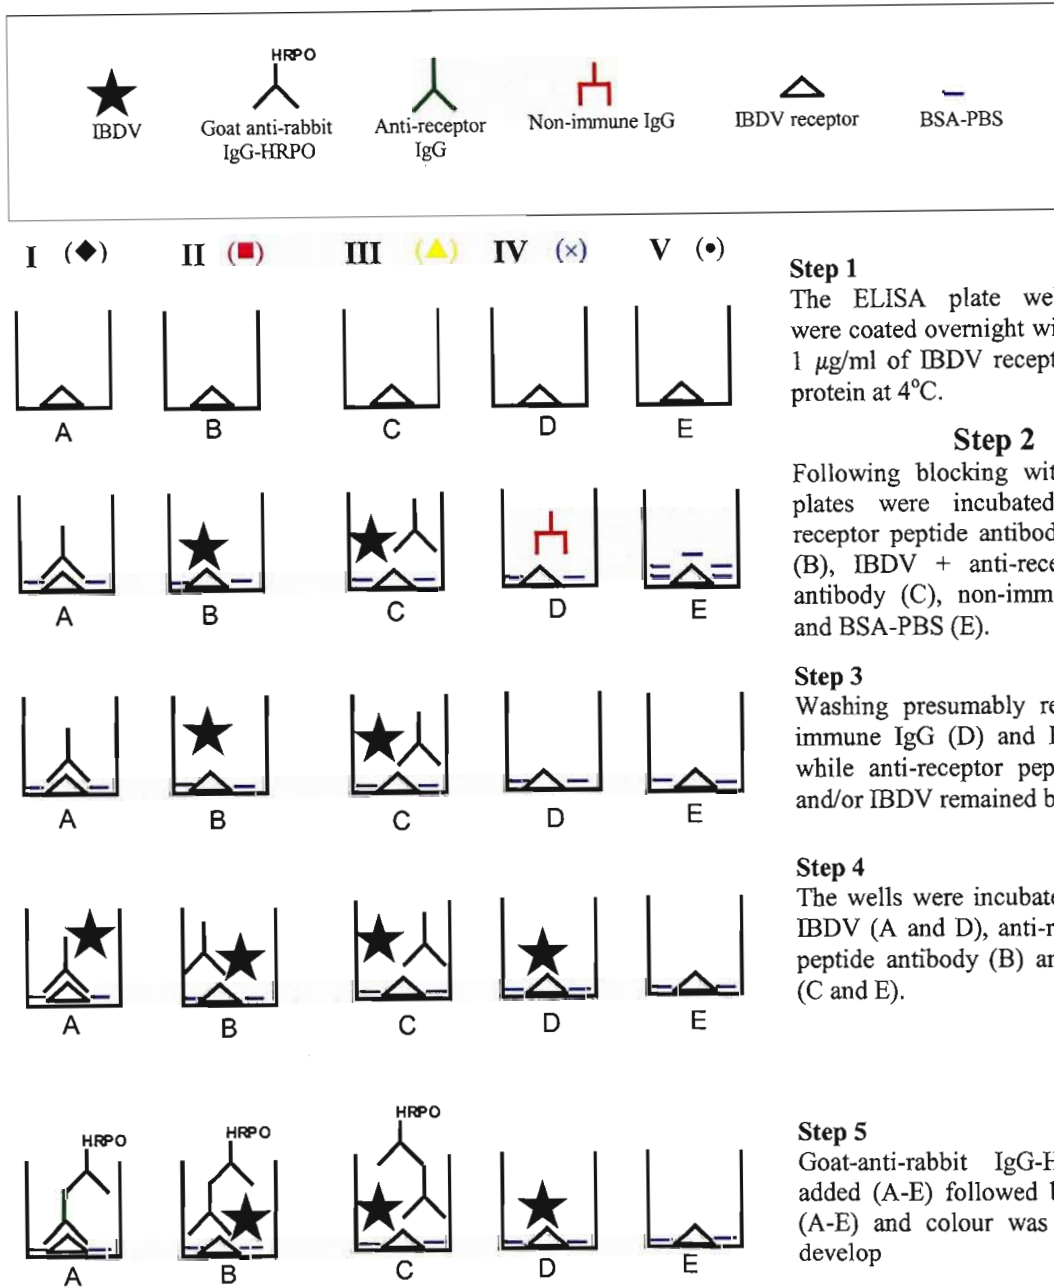 HRPO
IBDV
Goat anti-rabbit
IgG-HRPO
Anti-receptor
IgG
Non-immune IgG
IBDV receptor
BSA-PBS
I (◆) II (■) III (▲) IV (×) V (•)
A B C D E
Step 1
The ELISA plate wel
were coated overnight wi
1 μg/ml of IBDV recept
protein at 4°C.
A B C D E
Step 2
Following blocking wit
plates were incubated
receptor peptide antibod
(B), IBDV + anti-rece
antibody (C), non-imm
and BSA-PBS (E).
A B C D E
Step 3
Washing presumably re
immune IgG (D) and I
while anti-receptor pep
and/or IBDV remained b
A B C D E
Step 4
The wells were incubate
IBDV (A and D), anti-r
peptide antibody (B) an
(C and E).
HRPO HRPO HRPO
A B C D E
Step 5
Goat-anti-rabbit IgG-H
added (A-E) followed b
(A-E) and colour was
develop